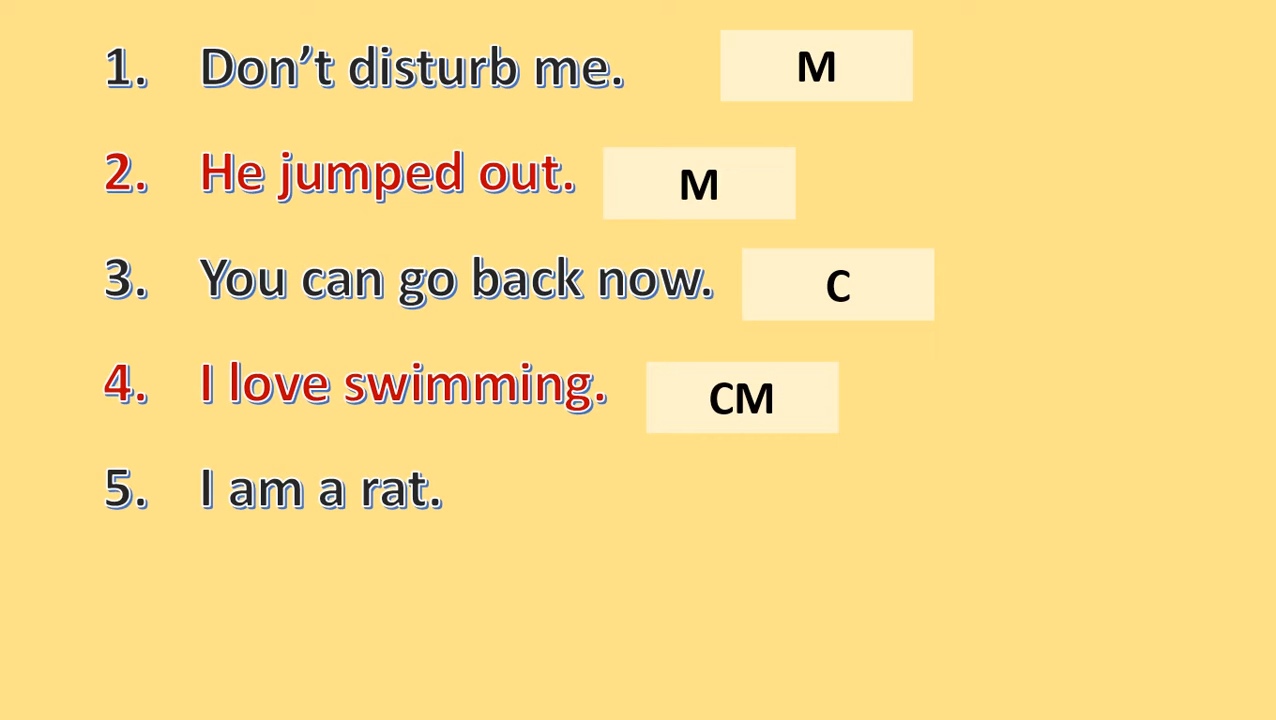 1. Don’t disturb me. M
2. He jumped out. M
3. You can go back now. C
4. I love swimming. CM
5. I am a rat.